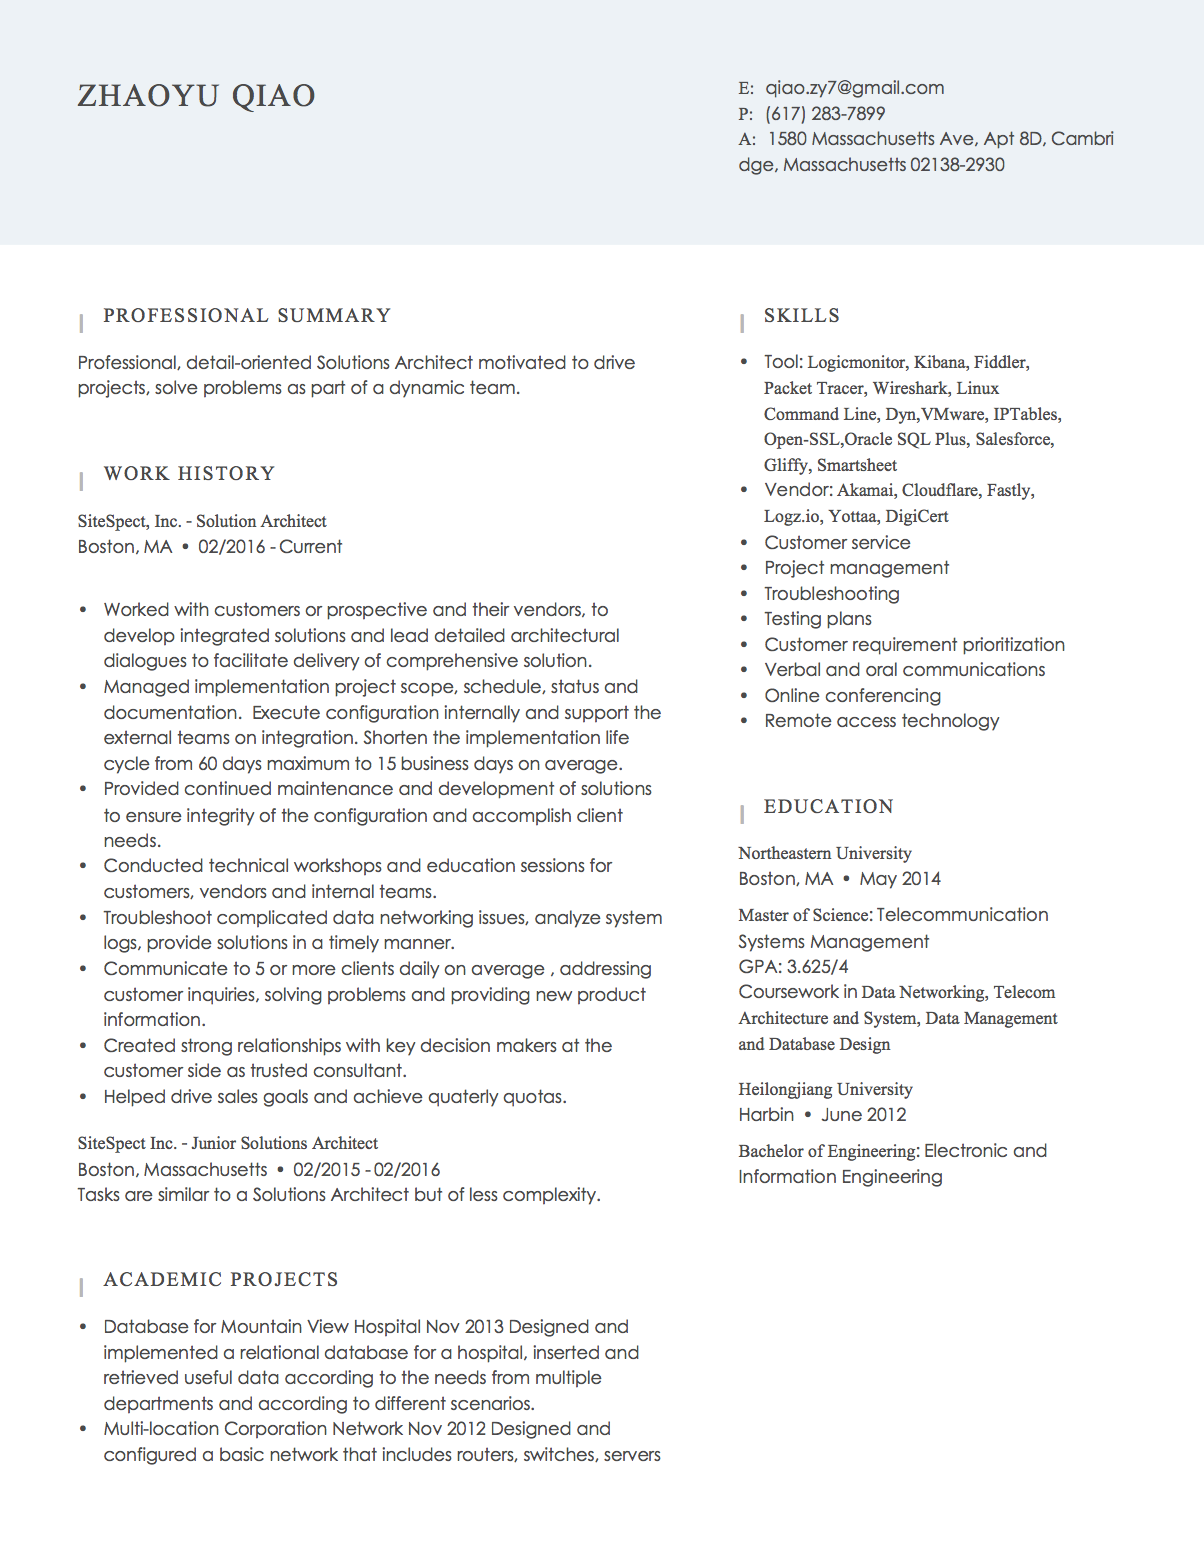 ZHAOYU QIAO
E: qiao.zy7@gmail.com
P: (617) 283-7899
A: 1580 Massachusetts Ave, Apt 8D, Cambri
dge, Massachusetts 02138-2930
PROFESSIONAL SUMMARY
Professional, detail-oriented Solutions Architect motivated to drive
projects, solve problems as part of a dynamic team.
WORK HISTORY
SiteSpect, Inc. - Solution Architect
Boston, MA • 02/2016 - Current
• Worked with customers or prospective and their vendors, to
develop integrated solutions and lead detailed architectural
dialogues to facilitate delivery of comprehensive solution.
• Managed implementation project scope, schedule, status and
documentation.  Execute configuration internally and support the
external teams on integration. Shorten the implementation life
cycle from 60 days maximum to 15 business days on average.
• Provided continued maintenance and development of solutions
to ensure integrity of the configuration and accomplish client
needs.
• Conducted technical workshops and education sessions for
customers, vendors and internal teams.
• Troubleshoot complicated data networking issues, analyze system
logs, provide solutions in a timely manner.
• Communicate to 5 or more clients daily on average , addressing
customer inquiries, solving problems and providing new product
information.
• Created strong relationships with key decision makers at the
customer side as trusted consultant.
• Helped drive sales goals and achieve quaterly quotas.
SiteSpect Inc. - Junior Solutions Architect
Boston, Massachusetts • 02/2015 - 02/2016
Tasks are similar to a Solutions Architect but of less complexity.
ACADEMIC PROJECTS
• Database for Mountain View Hospital Nov 2013 Designed and
implemented a relational database for a hospital, inserted and
retrieved useful data according to the needs from multiple
departments and according to different scenarios.
• Multi-location Corporation Network Nov 2012 Designed and
configured a basic network that includes routers, switches, servers
SKILLS
• Tool: Logicmonitor, Kibana, Fiddler,
Packet Tracer, Wireshark, Linux
Command Line, Dyn,VMware, IPTables,
Open-SSL,Oracle SQL Plus, Salesforce,
Gliffy, Smartsheet
• Vendor: Akamai, Cloudflare, Fastly,
Logz.io, Yottaa, DigiCert
• Customer service
• Project management
• Troubleshooting
• Testing plans
• Customer requirement prioritization
• Verbal and oral communications
• Online conferencing
• Remote access technology
EDUCATION
Northeastern University
Boston, MA • May 2014
Master of Science: Telecommunication
Systems Management
GPA: 3.625/4
Coursework in Data Networking, Telecom
Architecture and System, Data Management
and Database Design
Heilongjiang University
Harbin • June 2012
Bachelor of Engineering: Electronic and
Information Engineering